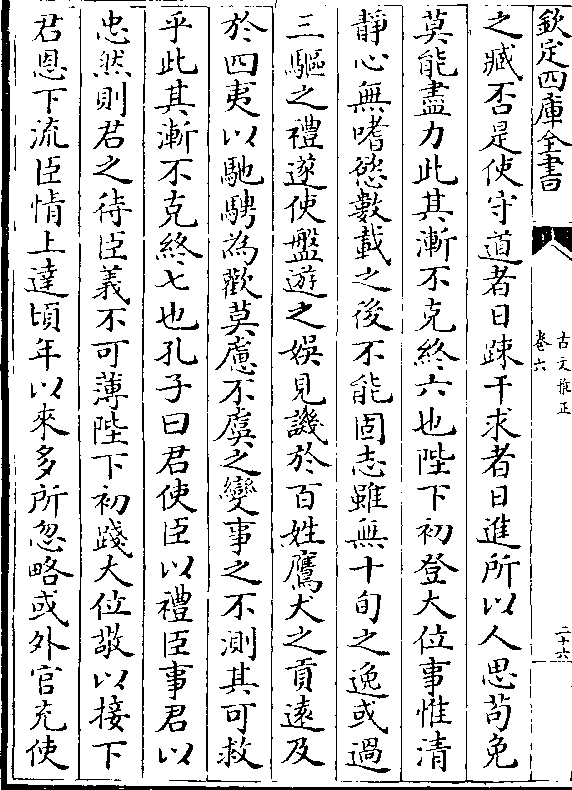 欽定四庫全書
古文雅正
卷六
二十六
之臧否是使守道者日踈干求者日進所以人思茍免
莫能盡力此其漸不克終六也陛下初登大位事惟清
靜心無嗜慾數載之後不能固志雖無十旬之逸或過
三驅之禮遂使盤遊之娛見譏於百姓鷹犬之貢遠及
於四夷以馳騁為歡莫慮不虞之變事之不測其可救
乎此其漸不克終七也孔子曰君使臣以禮臣事君以
忠然則君之待臣義不可薄陛下初踐大位敬以接下
君恩下流臣情上達頃年以來多所忽略或外官充使